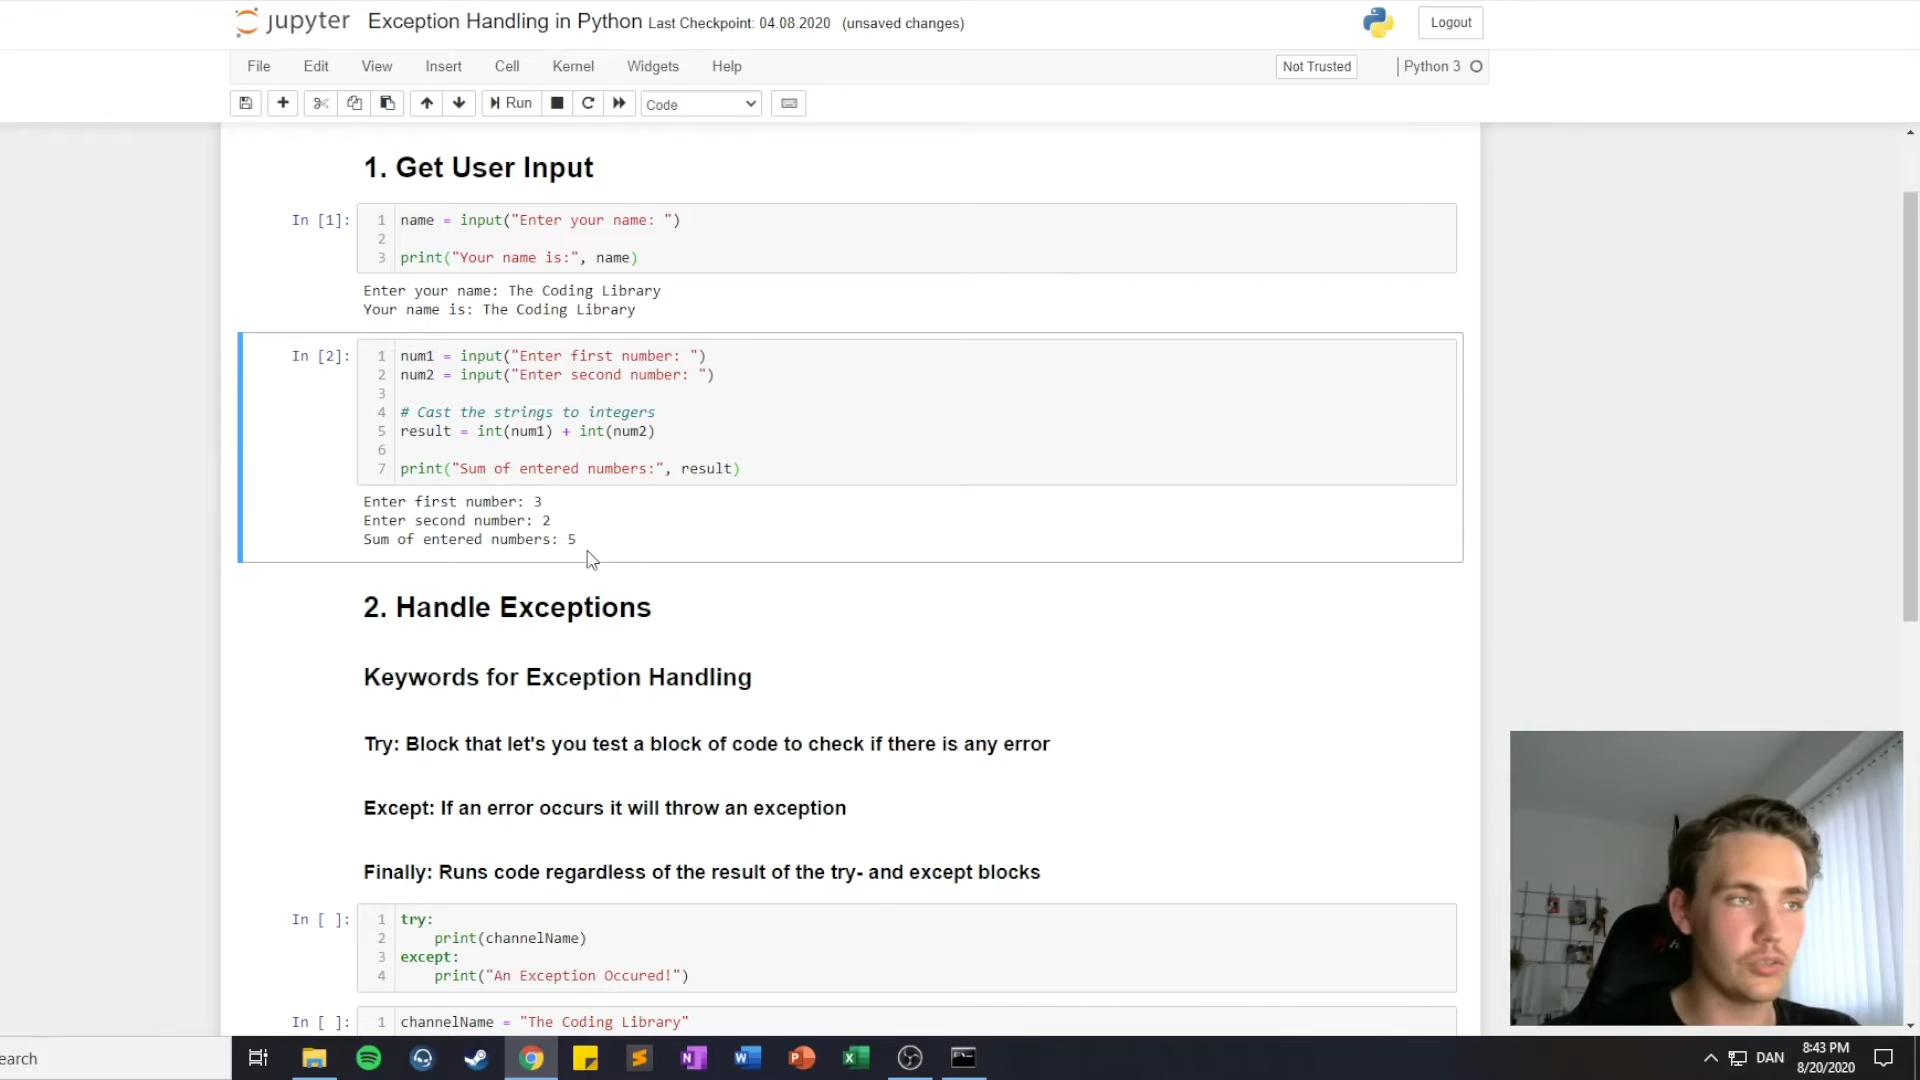 jupyter Exception Handling in Python Last Checkpoint: 04.08.2020 (unsaved changes) Logout
File Edit View Insert Cell Kernel Widgets Help Not Trusted Python 3
Run Code
1. Get User Input
In [1]: 1 name = input("Enter your name: ")
2
3 print("Your name is:", name)
Enter your name: The Coding Library
Your name is: The Coding Library
In [2]: 1 num1 = input("Enter first number: ")
2 num2 = input("Enter second number: ")
3
4 # Cast the strings to integers
5 result = int(num1) + int(num2)
6
7 print("Sum of entered numbers:", result)
Enter first number: 3
Enter second number: 2
Sum of entered numbers: 5
2. Handle Exceptions
Keywords for Exception Handling
Try: Block that let's you test a block of code to check if there is any error
Except: If an error occurs it will throw an exception
Finally: Runs code regardless of the result of the try- and except blocks
In [ ]: 1 try:
2 print(channelName)
3 except:
4 print("An Exception Occured!")
In [ ]: 1 channelName = "The Coding Library"
earch DAN 8:43 PM
8/20/2020